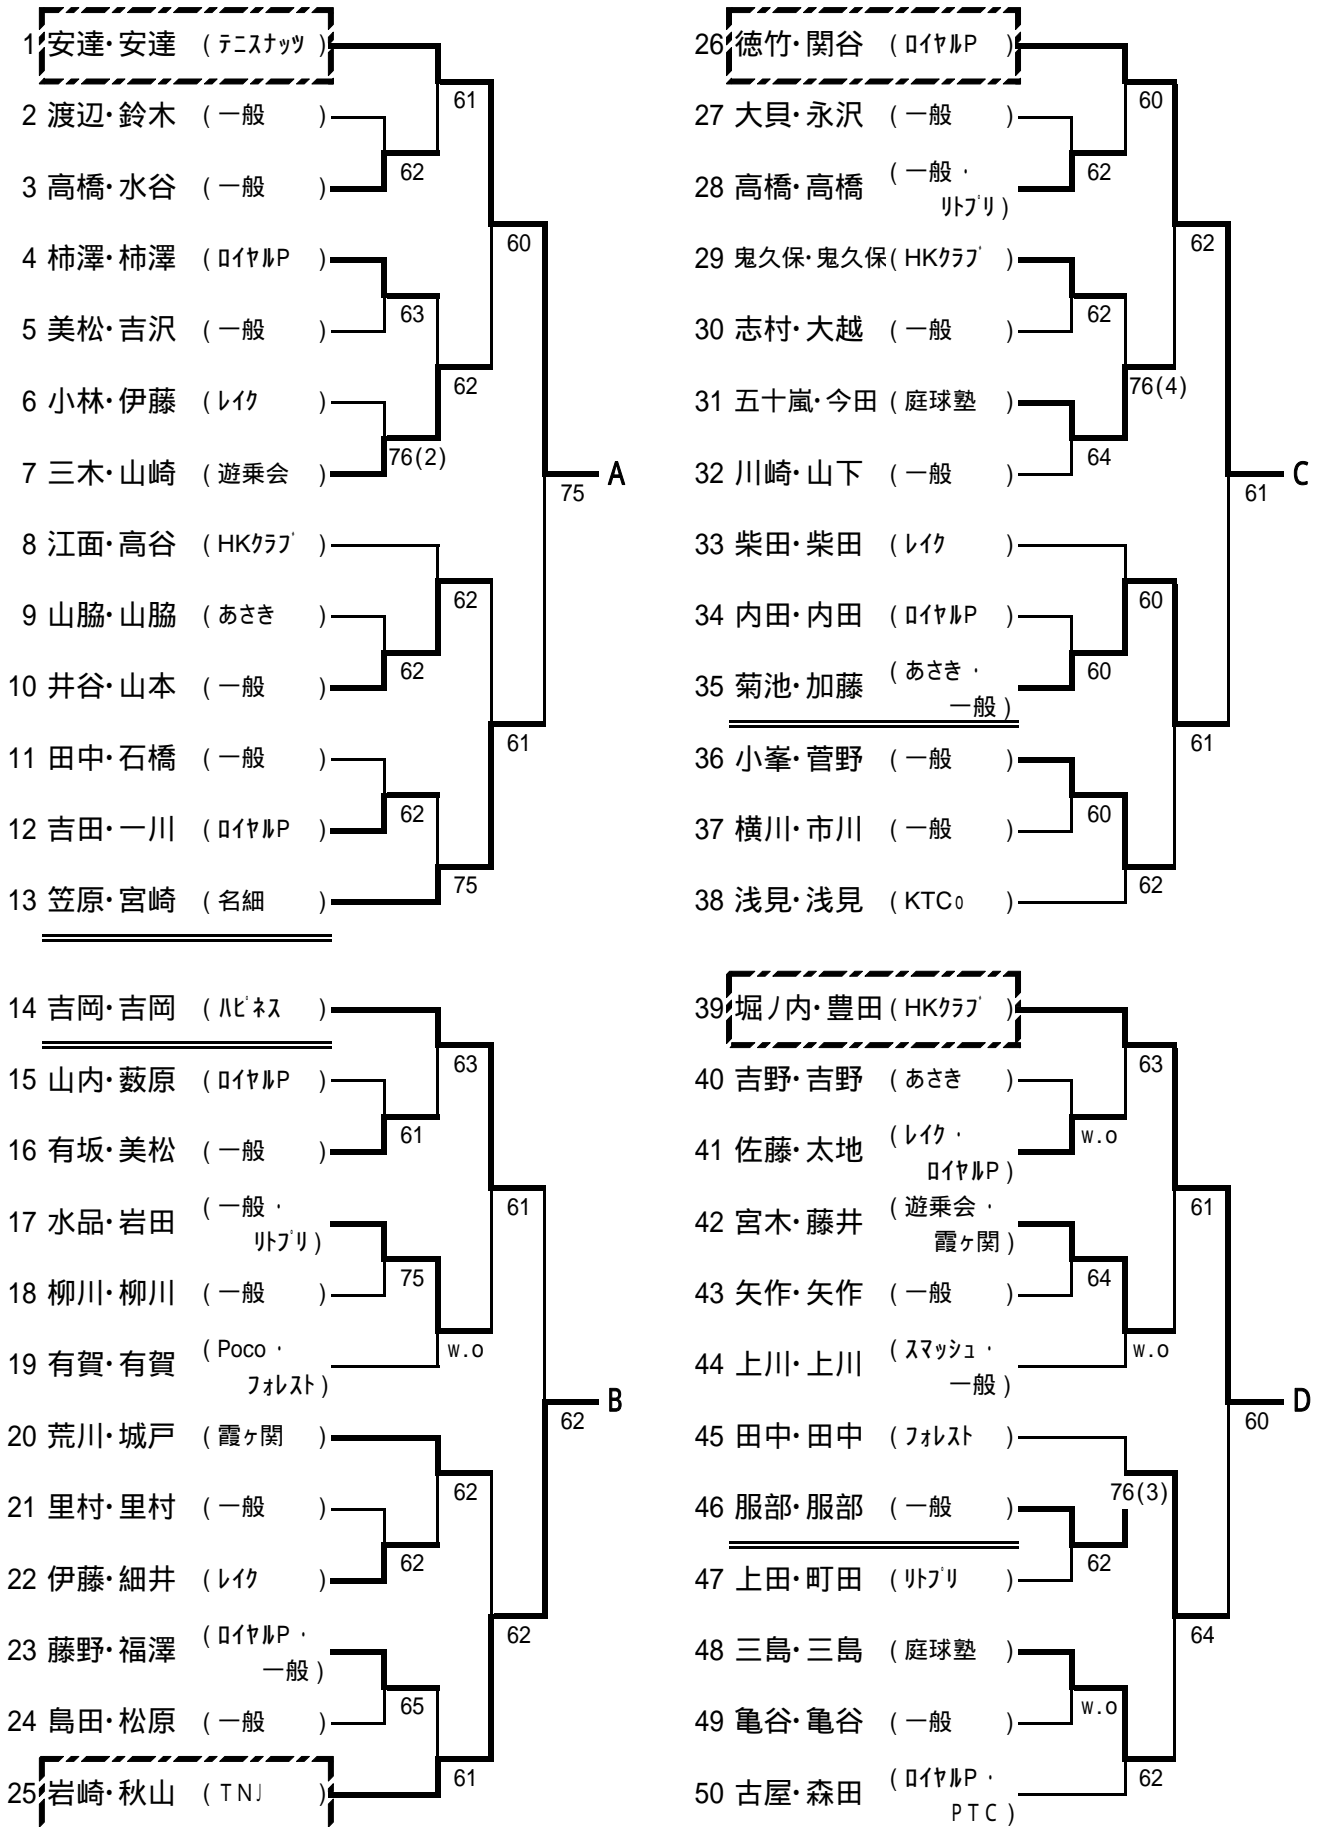 1 安達・安達 (テニスナッツ)
61
2 渡辺・鈴木 (一般)
62
3 高橋・水谷 (一般)
60
4 柿澤・柿澤 (ロイヤルP)
63
5 美松・吉沢 (一般)
62
6 小林・伊藤 (レイク)
76(2)
7 三木・山崎 (遊乗会)
75
A
8 江面・高谷 (HKクラブ)
62
9 山脇・山脇 (あさき)
62
10 井谷・山本 (一般)
61
11 田中・石橋 (一般)
62
12 吉田・一川 (ロイヤルP)
75
13 笠原・宮崎 (名細)
14 吉岡・吉岡 (ハピネス)
63
15 山内・薮原 (ロイヤルP)
61
16 有坂・美松 (一般)
61
17 水品・岩田 (一般・
リトプリ)
75
18 柳川・柳川 (一般)
w.o
19 有賀・有賀 (Poco・
フォレスト)
62
B
20 荒川・城戸 (霞ヶ関)
62
21 里村・里村 (一般)
62
22 伊藤・細井 (レイク)
62
23 藤野・福澤 (ロイヤルP・
一般)
65
24 島田・松原 (一般)
61
25 岩崎・秋山 (TNJ)
26 徳竹・関谷 (ロイヤルP)
60
27 大貝・永沢 (一般)
62
28 高橋・高橋 (一般・
リトプリ)
62
29 鬼久保・鬼久保 (HKクラブ)
62
30 志村・大越 (一般)
76(4)
31 五十嵐・今田 (庭球塾)
64
32 川崎・山下 (一般)
61
C
33 柴田・柴田 (レイク)
60
34 内田・内田 (ロイヤルP)
60
35 菊池・加藤 (あさき・
一般)
61
36 小峯・菅野 (一般)
60
37 横川・市川 (一般)
62
38 浅見・浅見 (KTCo)
39 堀ノ内・豊田 (HKクラブ)
63
40 吉野・吉野 (あさき)
w.o
41 佐藤・太地 (レイク・
ロイヤルP)
61
42 宮木・藤井 (遊乗会・
霞ヶ関)
64
43 矢作・矢作 (一般)
w.o
44 上川・上川 (スマッシュ・
一般)
60
D
45 田中・田中 (フォレスト)
76(3)
46 服部・服部 (一般)
62
47 上田・町田 (リトプリ)
64
48 三島・三島 (庭球塾)
w.o
49 亀谷・亀谷 (一般)
62
50 古屋・森田 (ロイヤルP・
PTC)